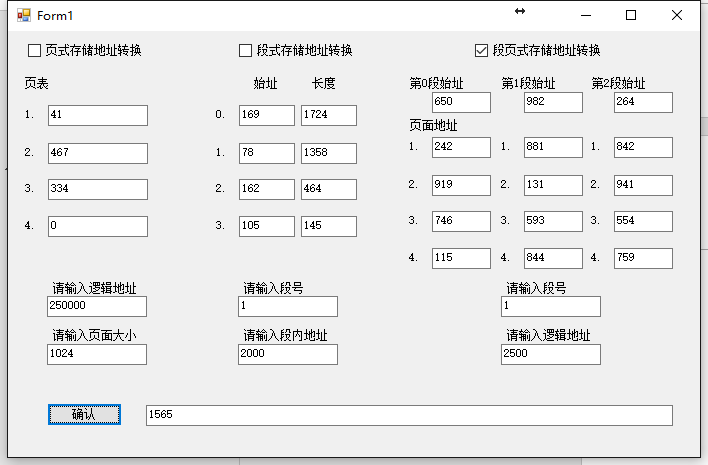 Form1
页式存储地址转换 段式存储地址转换 段页式存储地址转换
页表 始址 长度 第0段始址 第1段始址 第2段始址
650 982 264
1. 41 0. 169 1724
页面地址
1. 242 1. 881 1. 842
2. 467 1. 78 1358 2. 919 2. 131 2. 941
3. 334 2. 162 464 3. 746 3. 593 3. 554
4. 0 3. 105 145 4. 115 4. 844 4. 759
请输入逻辑地址 请输入段号 请输入段号
250000 1 1
请输入页面大小 请输入段内地址 请输入逻辑地址
1024 2000 2500
确认 1565